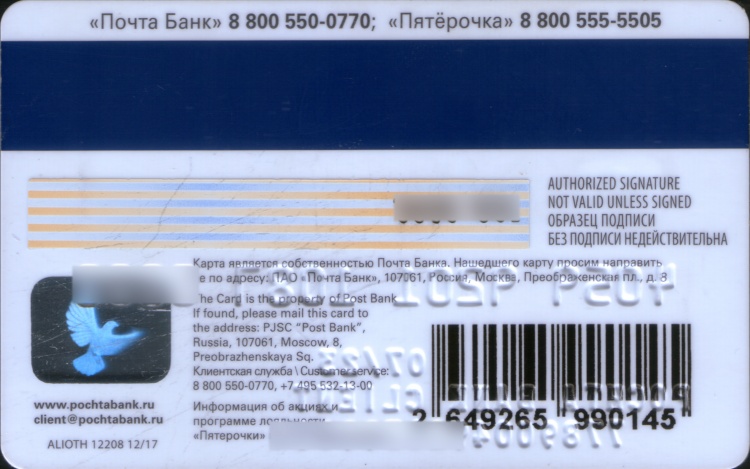 «Почта Банк» 8 800 550-0770; «Пятёрочка» 8 800 555-5505
AUTHORIZED SIGNATURE
NOT VALID UNLESS SIGNED
ОБРАЗЕЦ ПОДПИСИ
БЕЗ ПОДПИСИ НЕДЕЙСТВИТЕЛЬНА
Карта является собственностью Почта Банка. Нашедшего карту просим направить
ее по адресу: ПАО «Почта Банк», 107061, Россия, Москва, Преображенская пл., д. 8
The Card is the property of Post Bank
If found, please mail this card to
the address: PJSC "Post Bank",
Russia, 107061, Moscow, 8,
Preobrazhenskaya Sq.
Клиентская служба \ Customer service:
8 800 550-0770, +7 495 532-13-00
Информация об акциях и
программе лояльности
«Пятерочки»
www.pochtabank.ru
client@pochtabank.ru
ALIOTH 12208 12/17
2 649265 990145